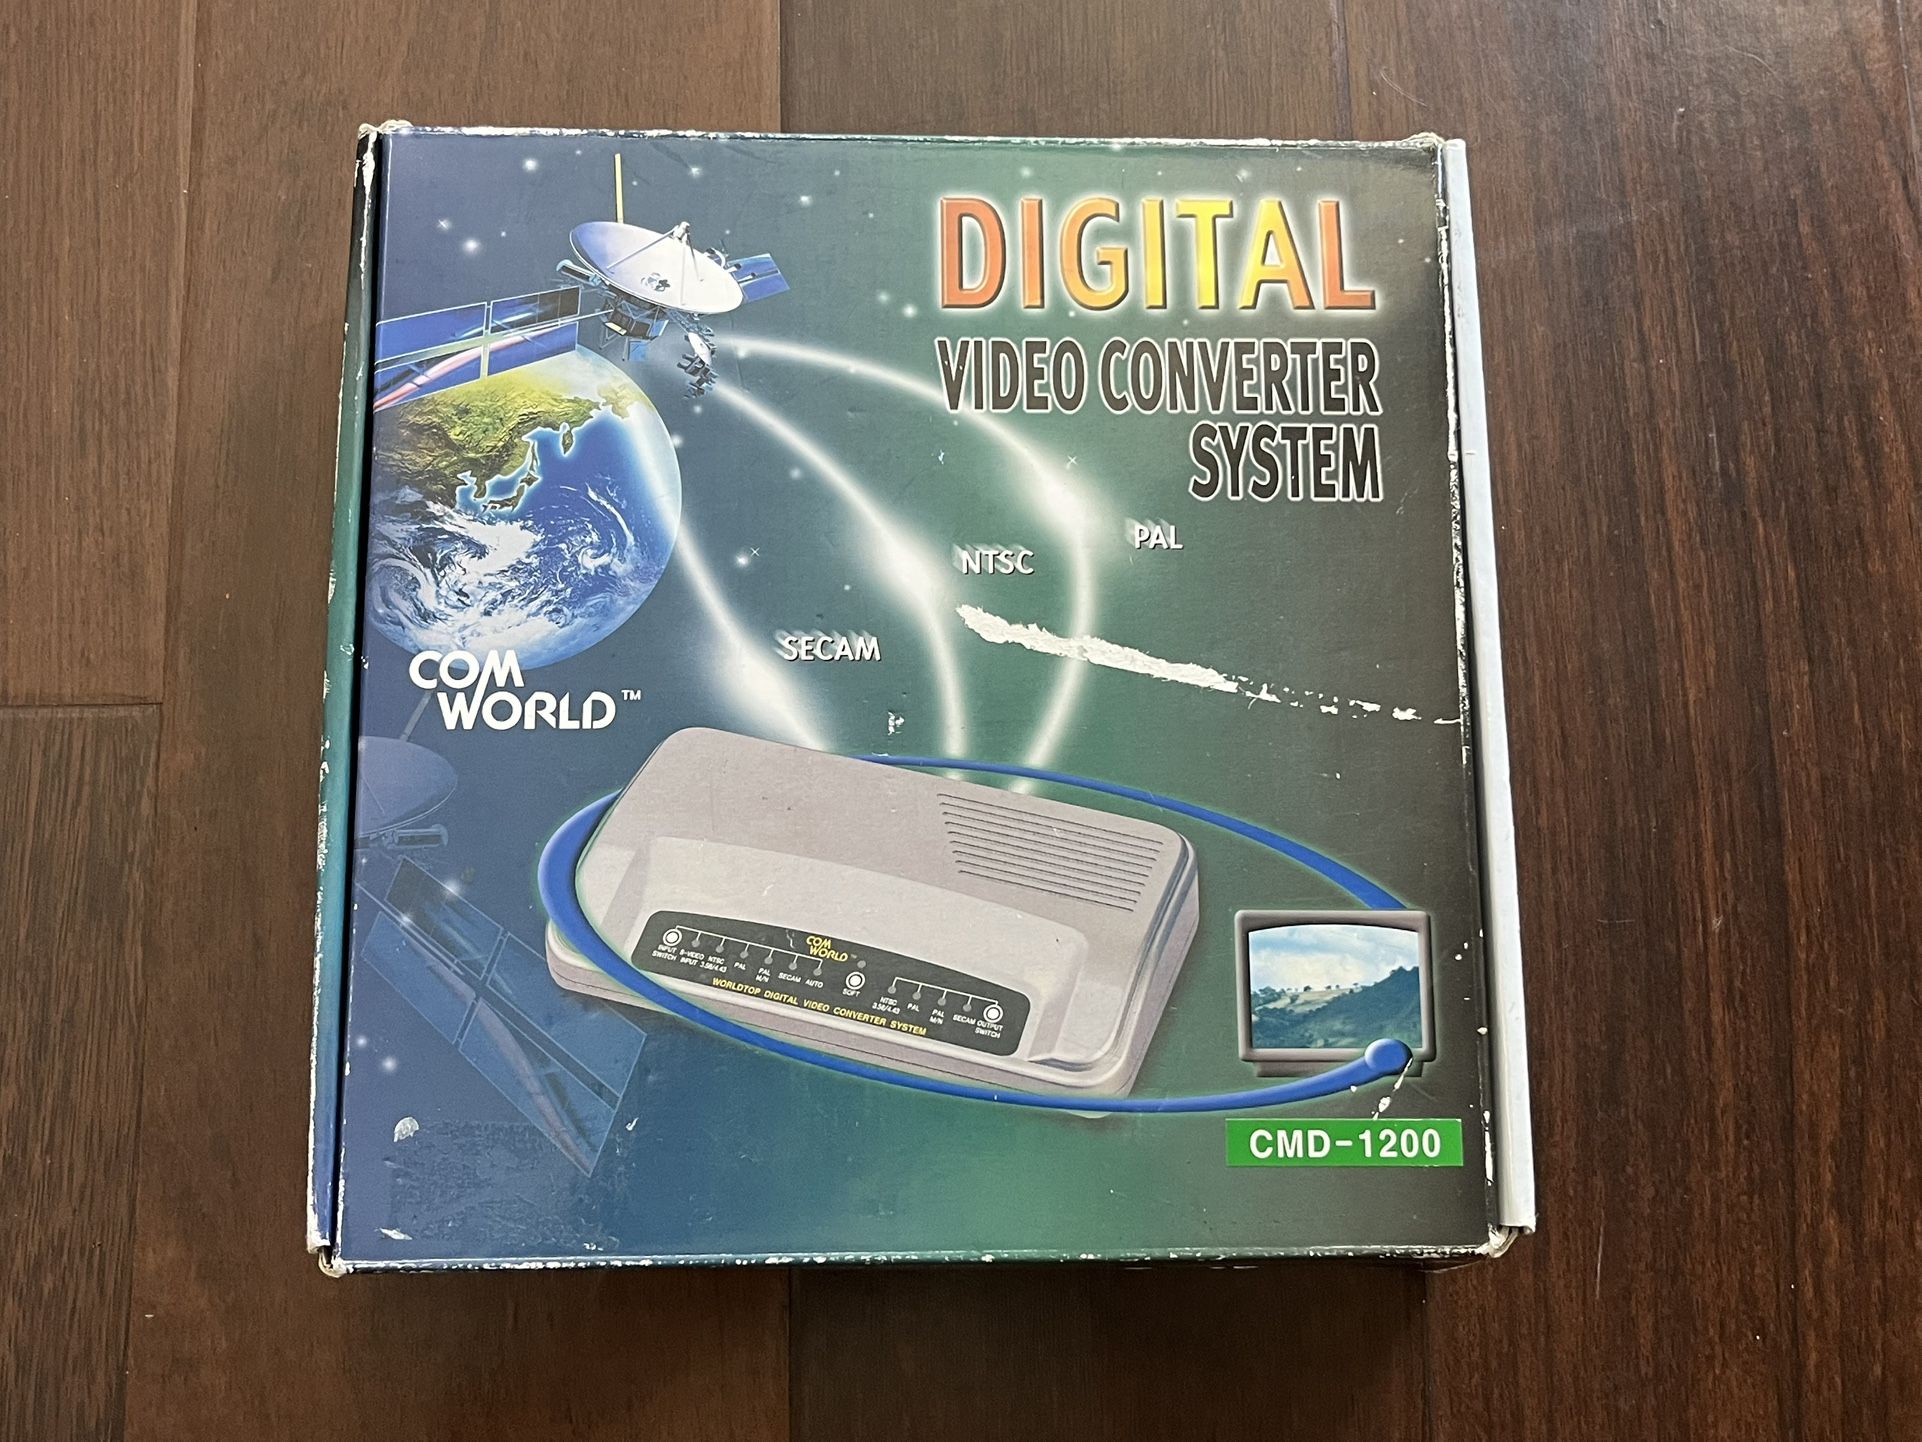 DIGITAL
VIDEO CONVERTER
SYSTEM
PAL
NTSC
SECAM
COM
WORLD™
COM
WORLD™
INPUT
SWITCH
S-VIDEO
INPUT
NTSC
3.58/4.43
PAL
PAL
M/N
SECAM
AUTO
SOFT
NTSC
3.58/4.43
PAL
PAL
M/N
SECAM
OUTPUT
SWITCH
WORLDTOP DIGITAL VIDEO CONVERTER SYSTEM
CMD-1200